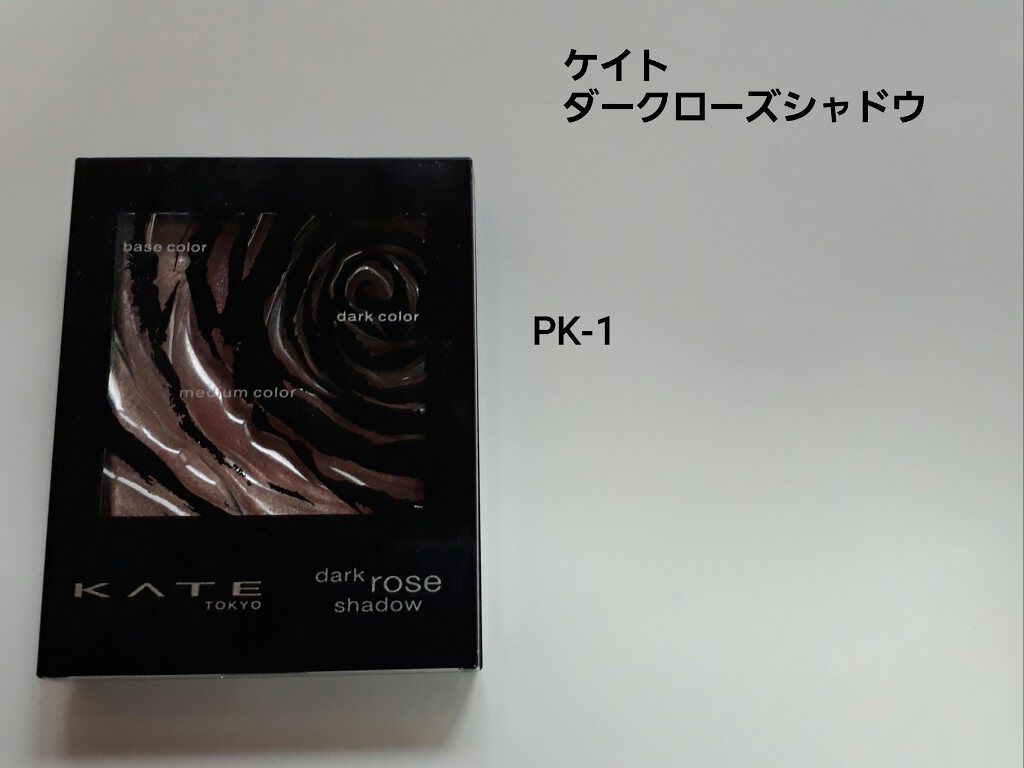 ケイト
ダークローズシャドウ
PK-1
base color
dark color
medium color
KATE
TOKYO
dark rose
shadow